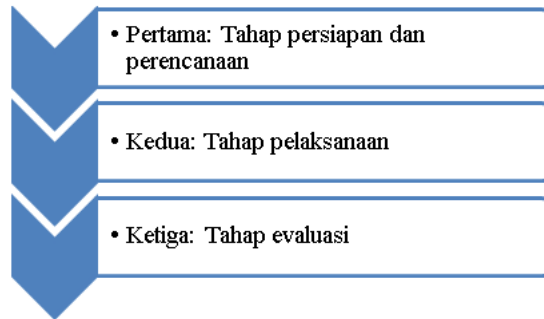 • Pertama: Tahap persiapan dan
perencanaan
• Kedua: Tahap pelaksanaan
• Ketiga: Tahap evaluasi